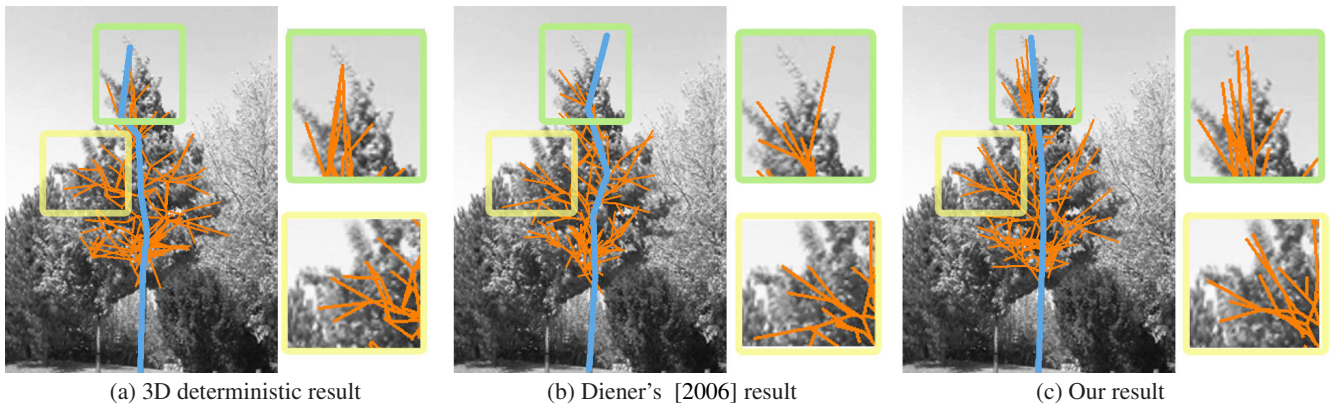 (a) 3D deterministic result
(b) Diener's [2006] result
(c) Our result